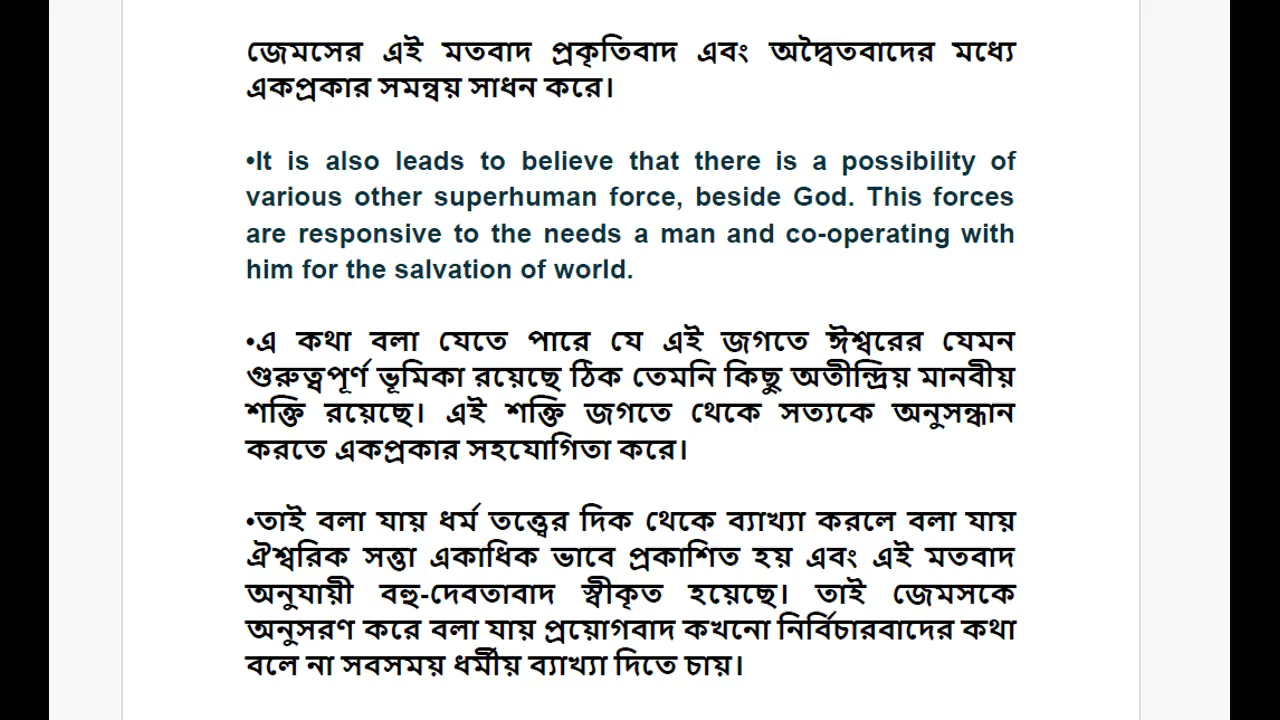 জেমসের এই মতবাদ প্রকৃতিবাদ এবং অদ্বৈতবাদের মধ্যে
একপ্রকার সমন্বয় সাধন করে।
•It is also leads to believe that there is a possibility of
various other superhuman force, beside God. This forces
are responsive to the needs a man and co-operating with
him for the salvation of world.
•এ কথা বলা যেতে পারে যে এই জগতে ঈশ্বরের যেমন
গুরুত্বপূর্ণ ভূমিকা রয়েছে ঠিক তেমনি কিছু অতীন্দ্রিয় মানবীয়
শক্তি রয়েছে। এই শক্তি জগতে থেকে সত্যকে অনুসন্ধান
করতে একপ্রকার সহযোগিতা করে।
•তাই বলা যায় ধর্ম তত্ত্বের দিক থেকে ব্যাখ্যা করলে বলা যায়
ঐশ্বরিক সত্তা একাধিক ভাবে প্রকাশিত হয় এবং এই মতবাদ
অনুযায়ী বহু-দেবতাবাদ স্বীকৃত হয়েছে। তাই জেমসকে
অনুসরণ করে বলা যায় প্রয়োগবাদ কখনো নির্বিচারবাদের কথা
বলে না সবসময় ধর্মীয় ব্যাখ্যা দিতে চায়।